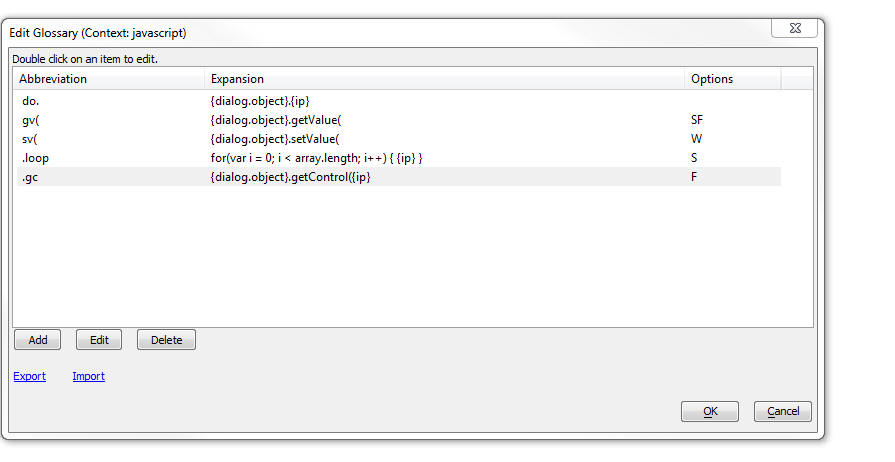 Edit Glossary (Context: javascript)
Double click on an item to edit.
Abbreviation Expansion Options
do. {dialog.object}.{ip}
gv( {dialog.object}.getValue( SF
sv( {dialog.object}.setValue( W
.loop for(var i = 0; i < array.length; i++) { {ip} } S
.gc {dialog.object}.getControl({ip} F
Add Edit Delete
Export Import
OK Cancel